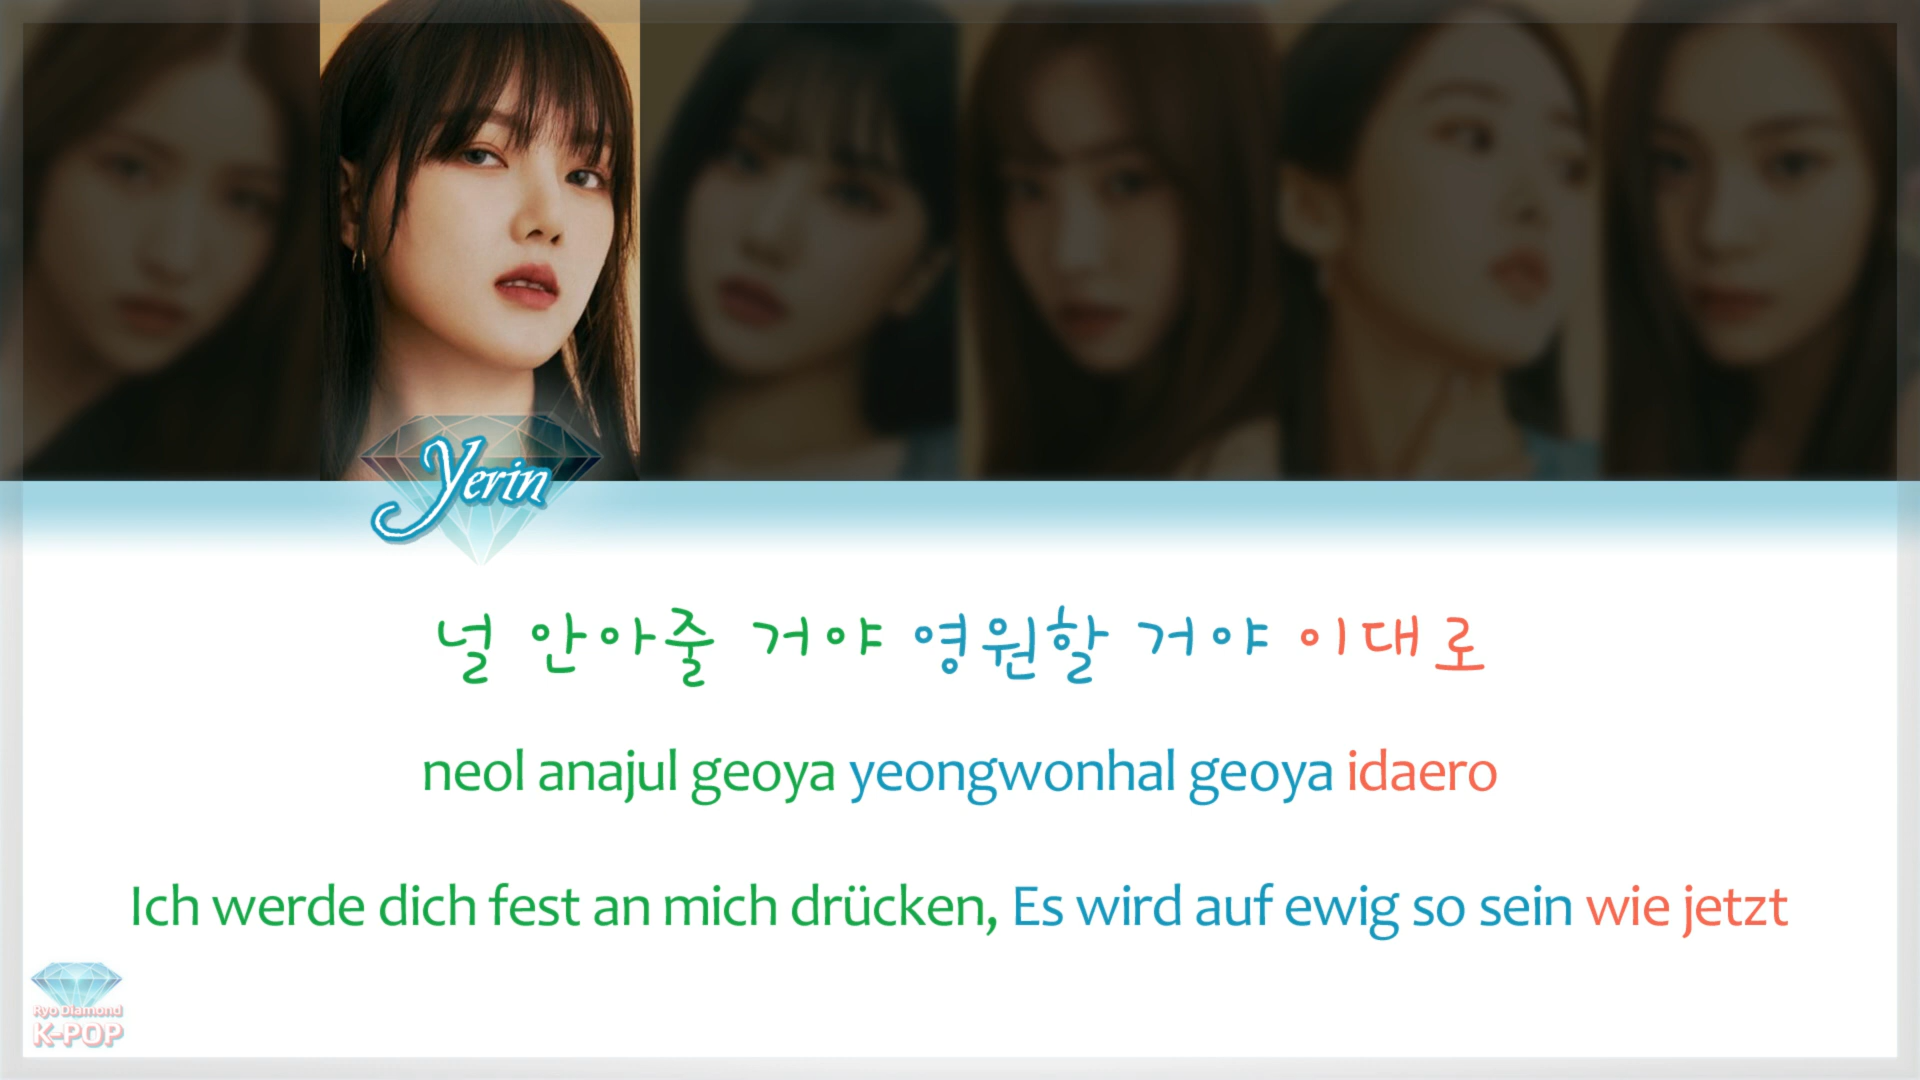 Yerin
널 안아줄 거야 영원할 거야 이대로
neol anajul geoya yeongwonhal geoya idaero
Ich werde dich fest an mich drücken, Es wird auf ewig so sein wie jetzt
Ryo Diamond
K-POP